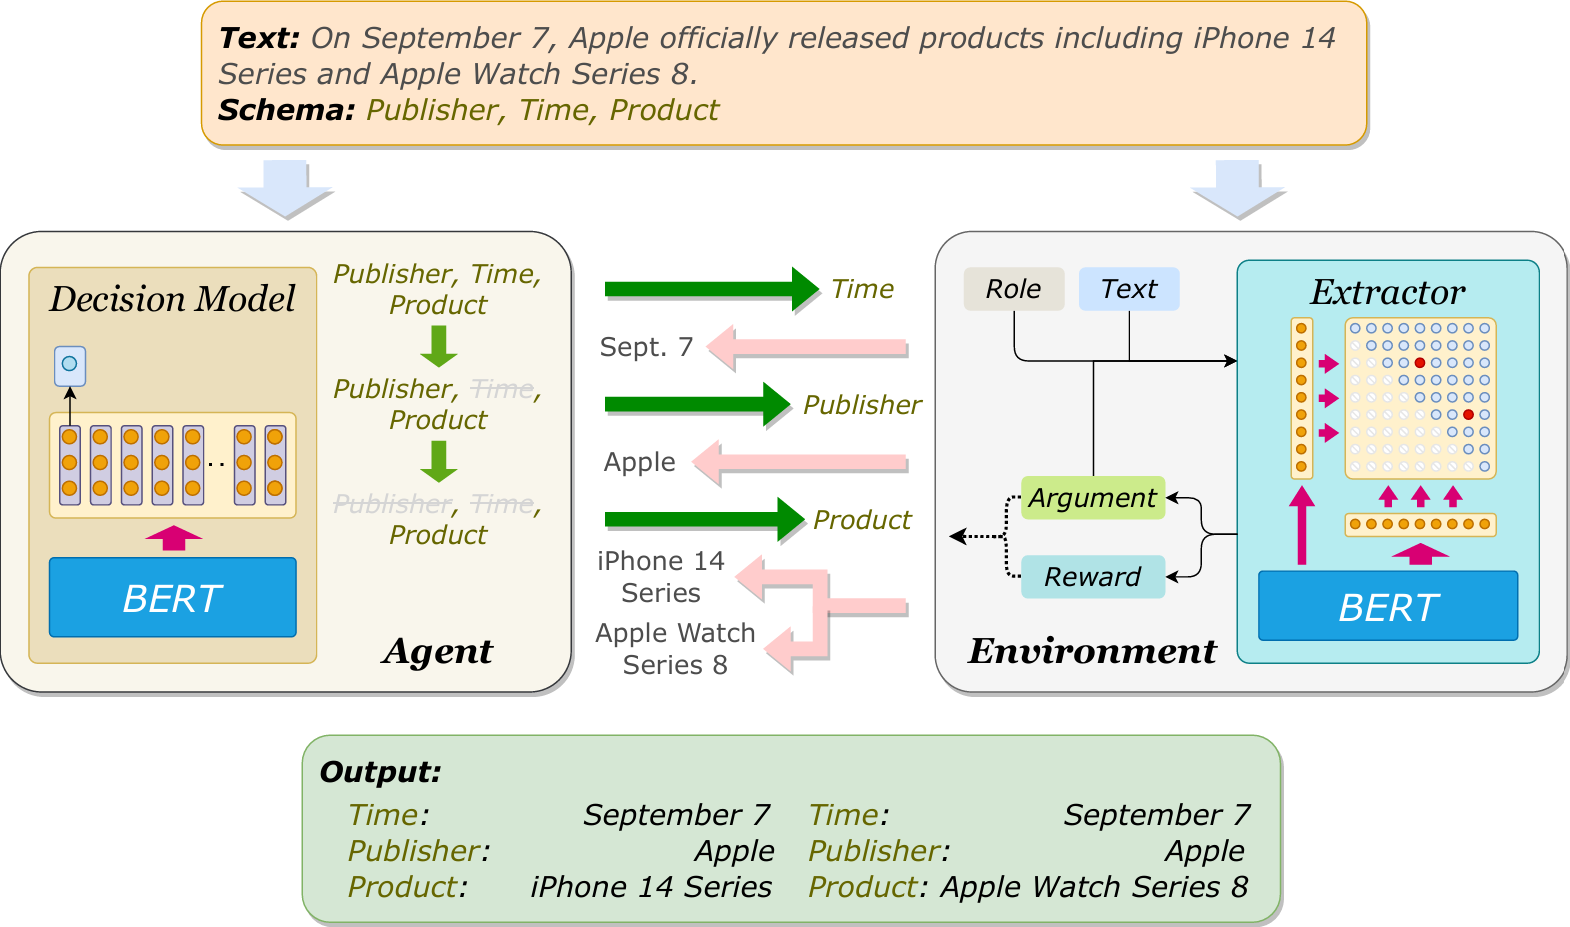 Text: On September 7, Apple officially released products including iPhone 14
Series and Apple Watch Series 8.
Schema: Publisher, Time, Product
Decision Model
BERT
Publisher, Time,
Product
Publisher, Time,
Product
Publisher, Time,
Product
Agent
Time
Sept. 7
Publisher
Apple
Product
iPhone 14
Series
Apple Watch
Series 8
Role
Text
Argument
Reward
Environment
Extractor
BERT
Output:
Time: September 7
Publisher: Apple
Product: iPhone 14 Series
Time: September 7
Publisher: Apple
Product: Apple Watch Series 8